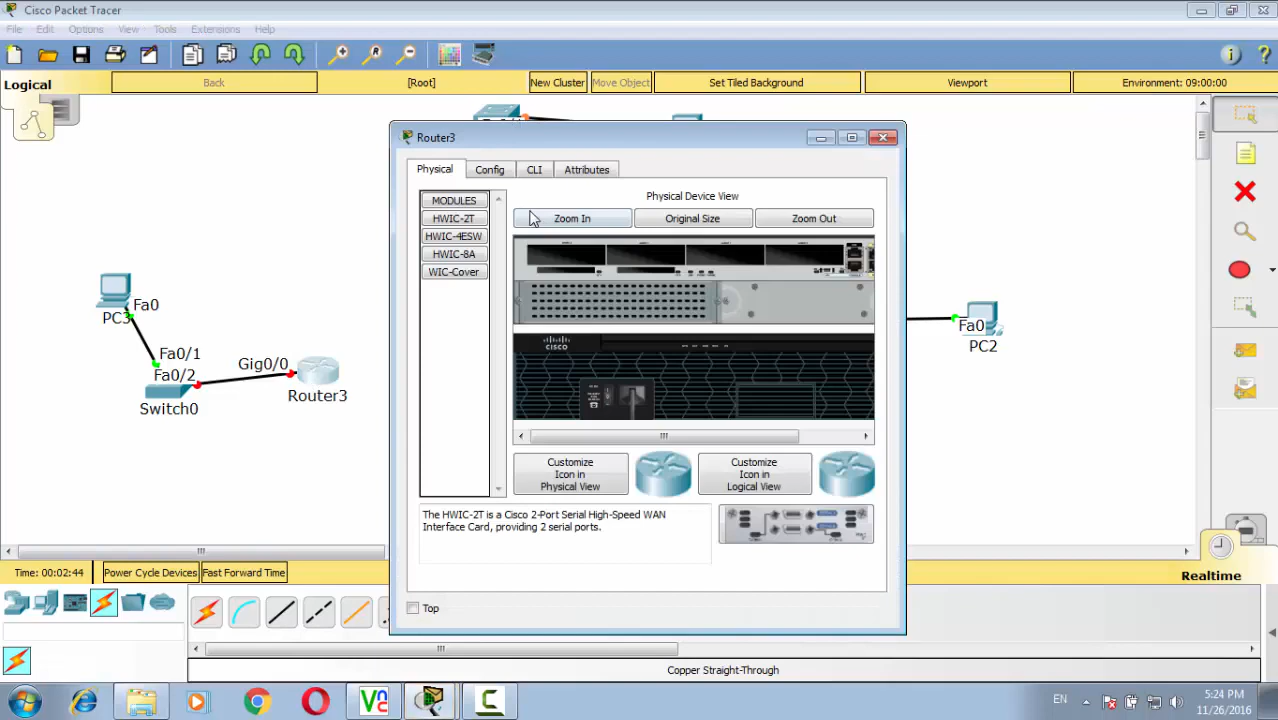 Cisco Packet Tracer
File Edit Options View Tools Extensions Help
Logical
Back
[Root]
New Cluster
Move Object
Set Tiled Background
Viewport
Environment: 09:00:00
Router3
Physical Config CLI Attributes
MODULES
HWIC-2T
HWIC-4ESW
HWIC-8A
WIC-Cover
Physical Device View
Zoom In
Original Size
Zoom Out
CISCO
Customize
Icon in
Physical View
Customize
Icon in
Logical View
The HWIC-2T is a Cisco 2-Port Serial High-Speed WAN
Interface Card, providing 2 serial ports.
Top
Fa0
PC3
Fa0/1
Fa0/2
Switch0
Gig0/0
Router3
Fa0
PC2
Time: 00:02:44
Power Cycle Devices
Fast Forward Time
Realtime
Copper Straight-Through
EN
5:24 PM
11/26/2016